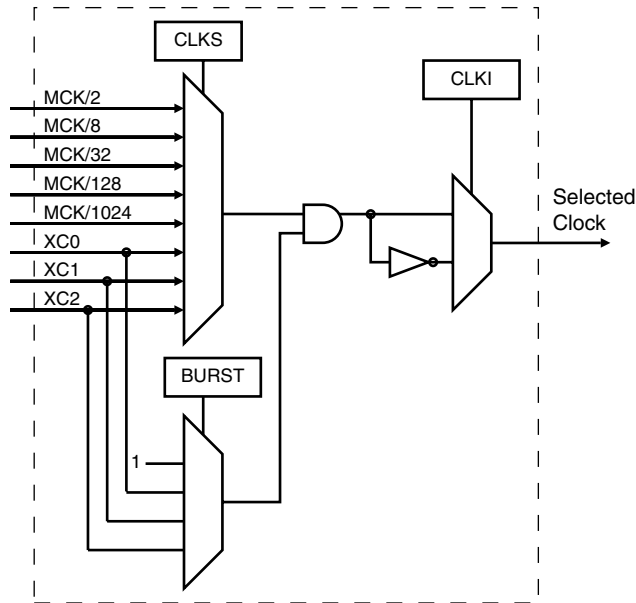 CLKS
CLKI
MCK/2
MCK/8
MCK/32
MCK/128
MCK/1024
XC0
XC1
XC2
Selected
Clock
BURST
1